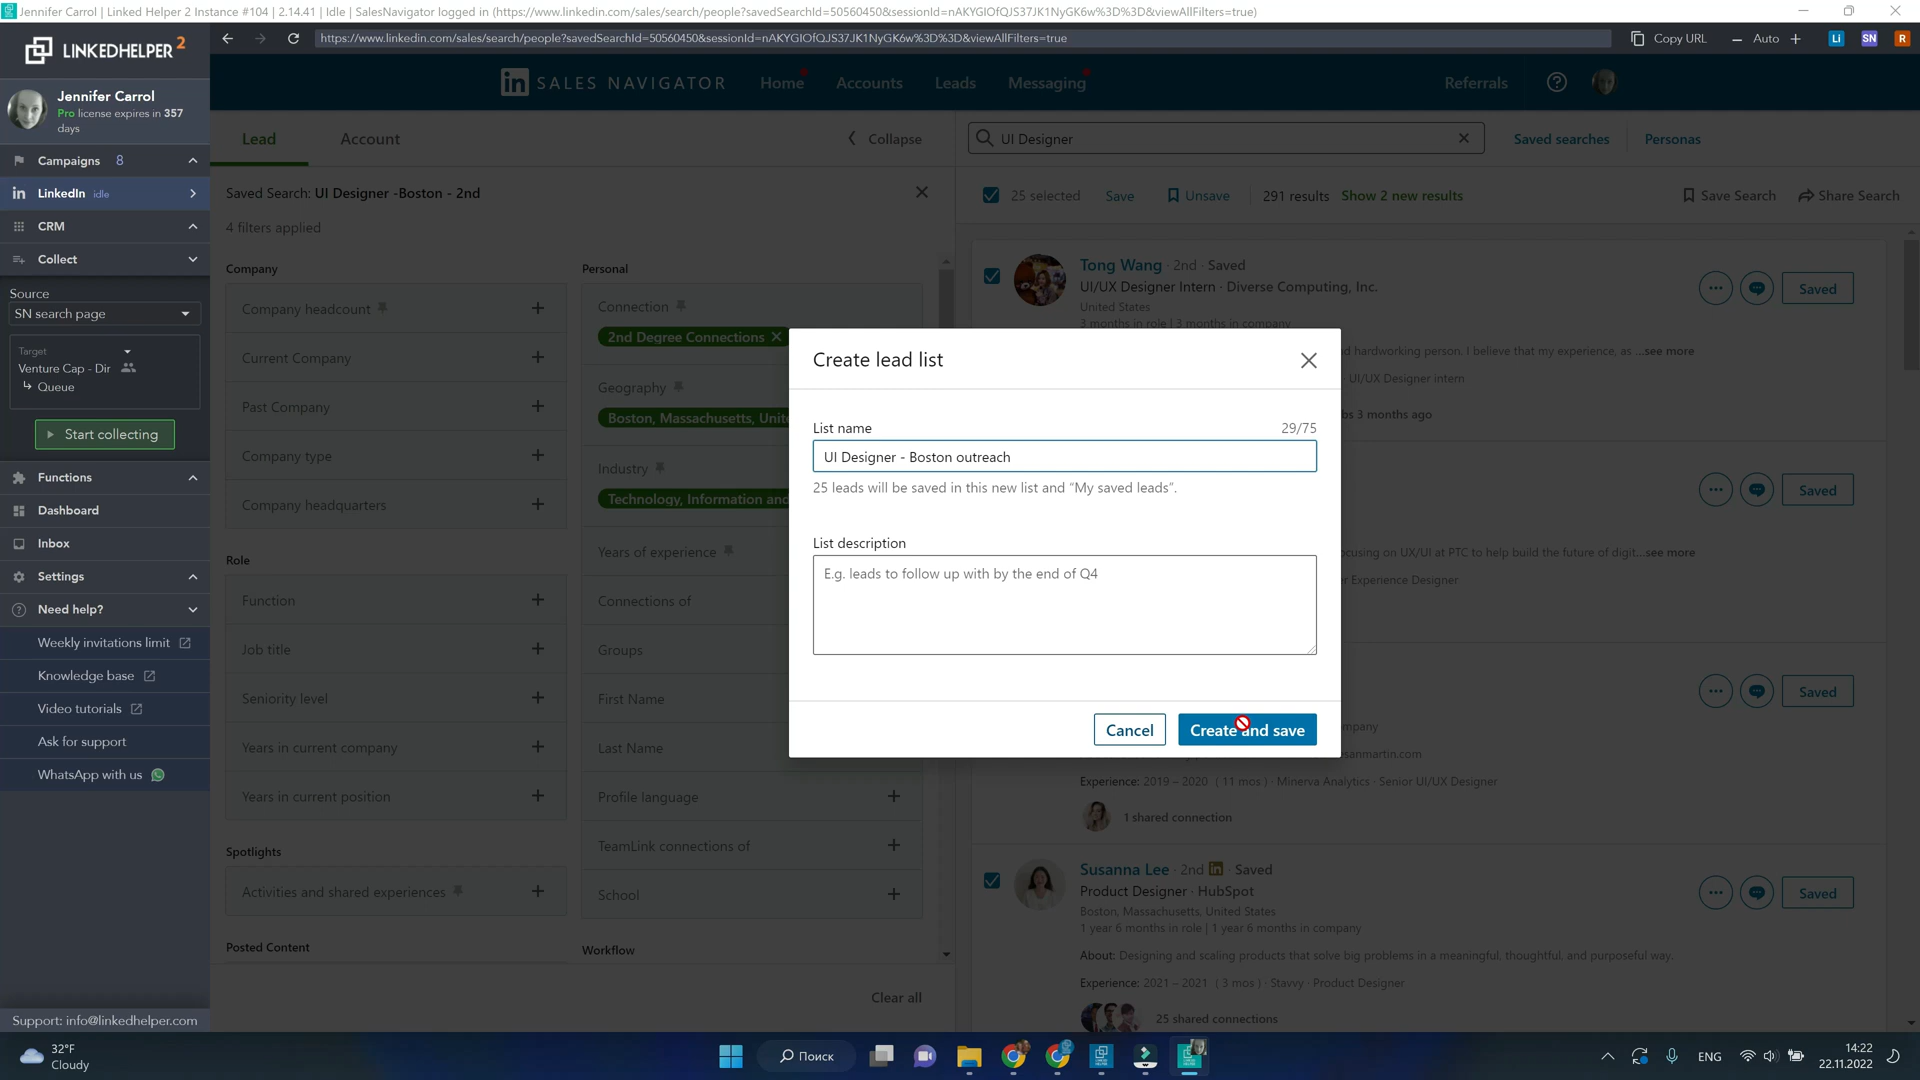 Jennifer Carrol | Linked Helper 2 Instance #104 | 2.14.41 | Idle | SalesNavigator logged in (https://www.linkedin.com/sales/search/people?savedSearchId=50560450&sessionId=nAKYGIOfQJS37JK1NyGK6w%3D%3D&viewAllFilters=true)
LINKEDHELPER 2
https://www.linkedin.com/sales/search/people?savedSearchId=50560450&sessionId=nAKYGIOfQJS37JK1NyGK6w%3D%3D&viewAllFilters=true
Copy URL
Auto
Li
SN
R
Jennifer Carrol
Pro license expires in 357
days
Campaigns 8
LinkedIn idle
CRM
Collect
Source
SN search page
Target
Venture Cap - Dir
Queue
Start collecting
Functions
Dashboard
Inbox
Settings
Need help?
Weekly invitations limit
Knowledge base
Video tutorials
Ask for support
WhatsApp with us
Support: info@linkedhelper.com
in SALES NAVIGATOR
Home
Accounts
Leads
Messaging
Referrals
Lead
Account
Collapse
UI Designer
Saved searches
Personas
Saved Search: UI Designer -Boston - 2nd
4 filters applied
25 selected
Save
Unsave
291 results
Show 2 new results
Save Search
Share Search
Company
Company headcount
Current Company
Past Company
Company type
Company headquarters
Role
Function
Job title
Seniority level
Years in current company
Years in current position
Spotlights
Activities and shared experiences
Posted Content
Personal
Connection
2nd Degree Connections
Geography
Boston, Massachusetts, Unit
Industry
Technology, Information and
Years of experience
Connections of
Groups
First Name
Last Name
Profile language
TeamLink connections of
School
Workflow
Clear all
Create lead list
List name
29/75
UI Designer - Boston outreach
25 leads will be saved in this new list and “My saved leads”.
List description
E.g. leads to follow up with by the end of Q4
Cancel
Create and save
Tong Wang · 2nd · Saved
UI/UX Designer Intern · Diverse Computing, Inc.
United States
3 months in role | 3 months in company
d hardworking person. I believe that my experience, as ...see more
UI/UX Designer intern
bs 3 months ago
Saved
ocusing on UX/UI at PTC to help build the future of digit...see more
r Experience Designer
Saved
mpany
esanmartin.com
Experience: 2019 – 2020 ( 11 mos ) · Minerva Analytics · Senior UI/UX Designer
1 shared connection
Saved
Susanna Lee · 2nd · Saved
Product Designer · HubSpot
Boston, Massachusetts, United States
1 year 6 months in role | 1 year 6 months in company
About: Designing and scaling products that solve big problems in a meaningful, thoughtful, and purposeful way.
Experience: 2021 – 2021 ( 3 mos ) · Stavvy · Product Designer
25 shared connections
Saved
32°F
Cloudy
Поиск
ENG
14:22
22.11.2022